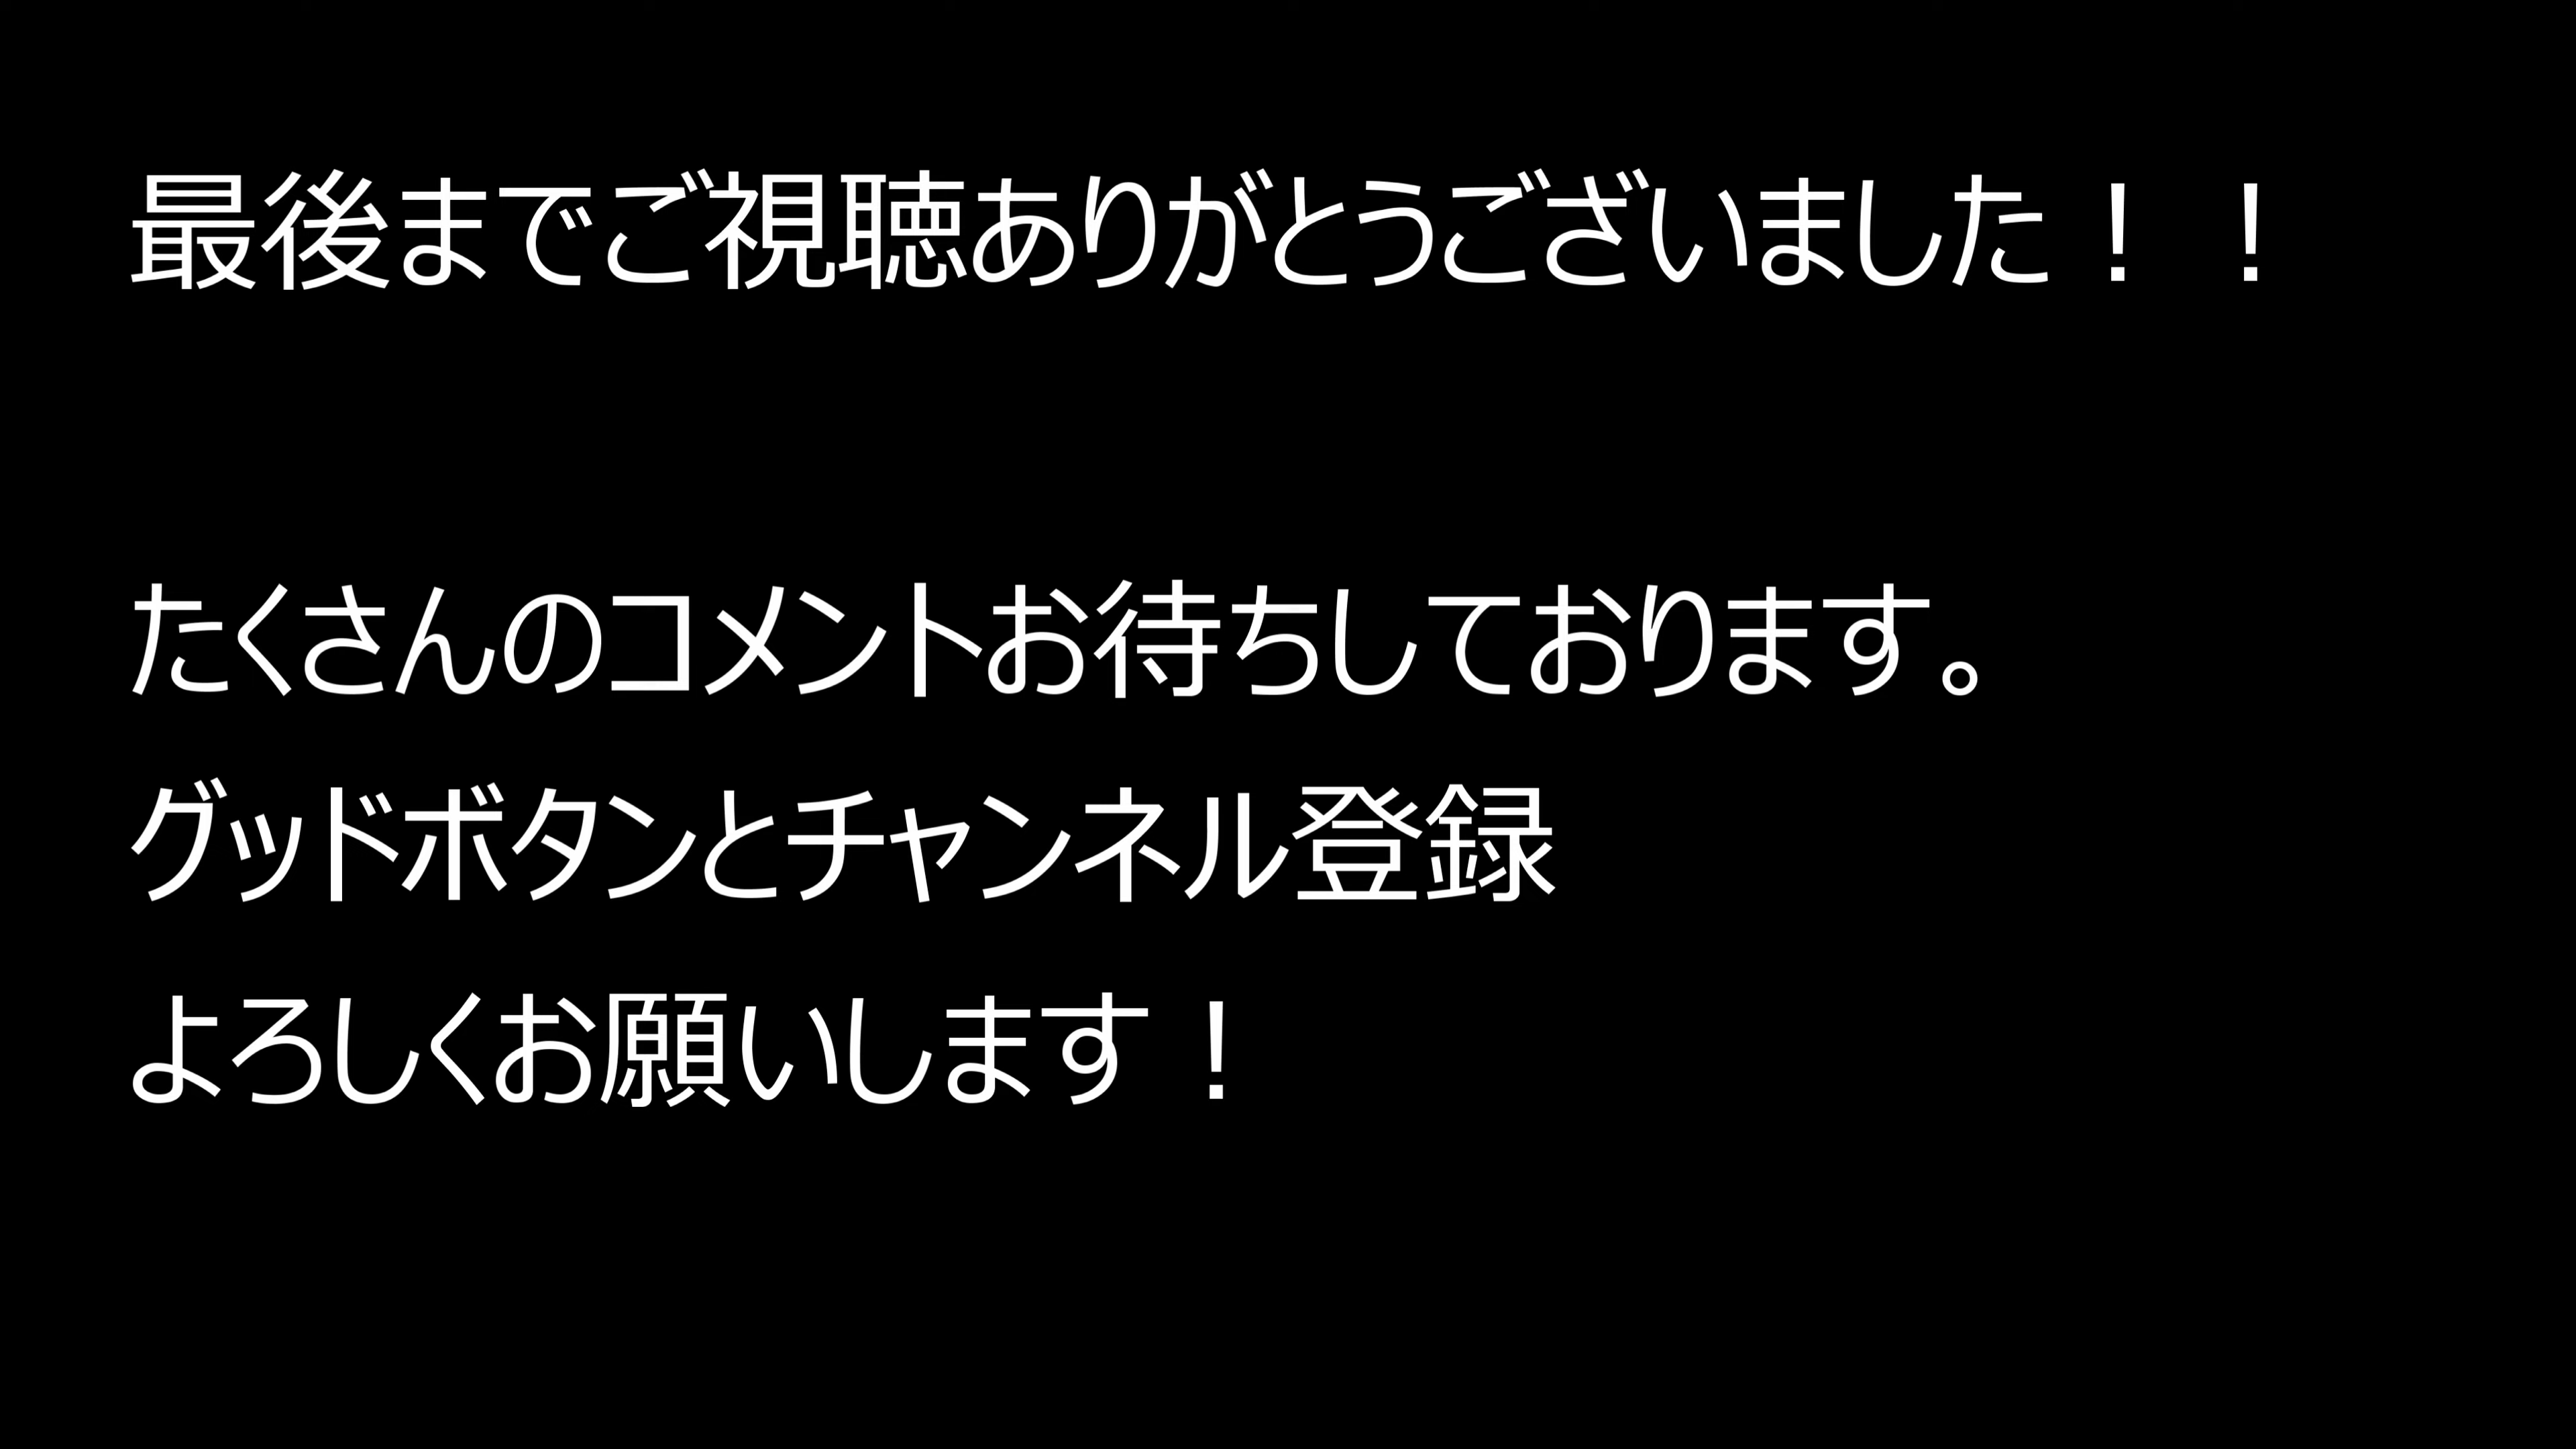 最後までご視聴ありがとうございました！！
たくさんのコメントお待ちしております。
グッドボタンとチャンネル登録
よろしくお願いします！